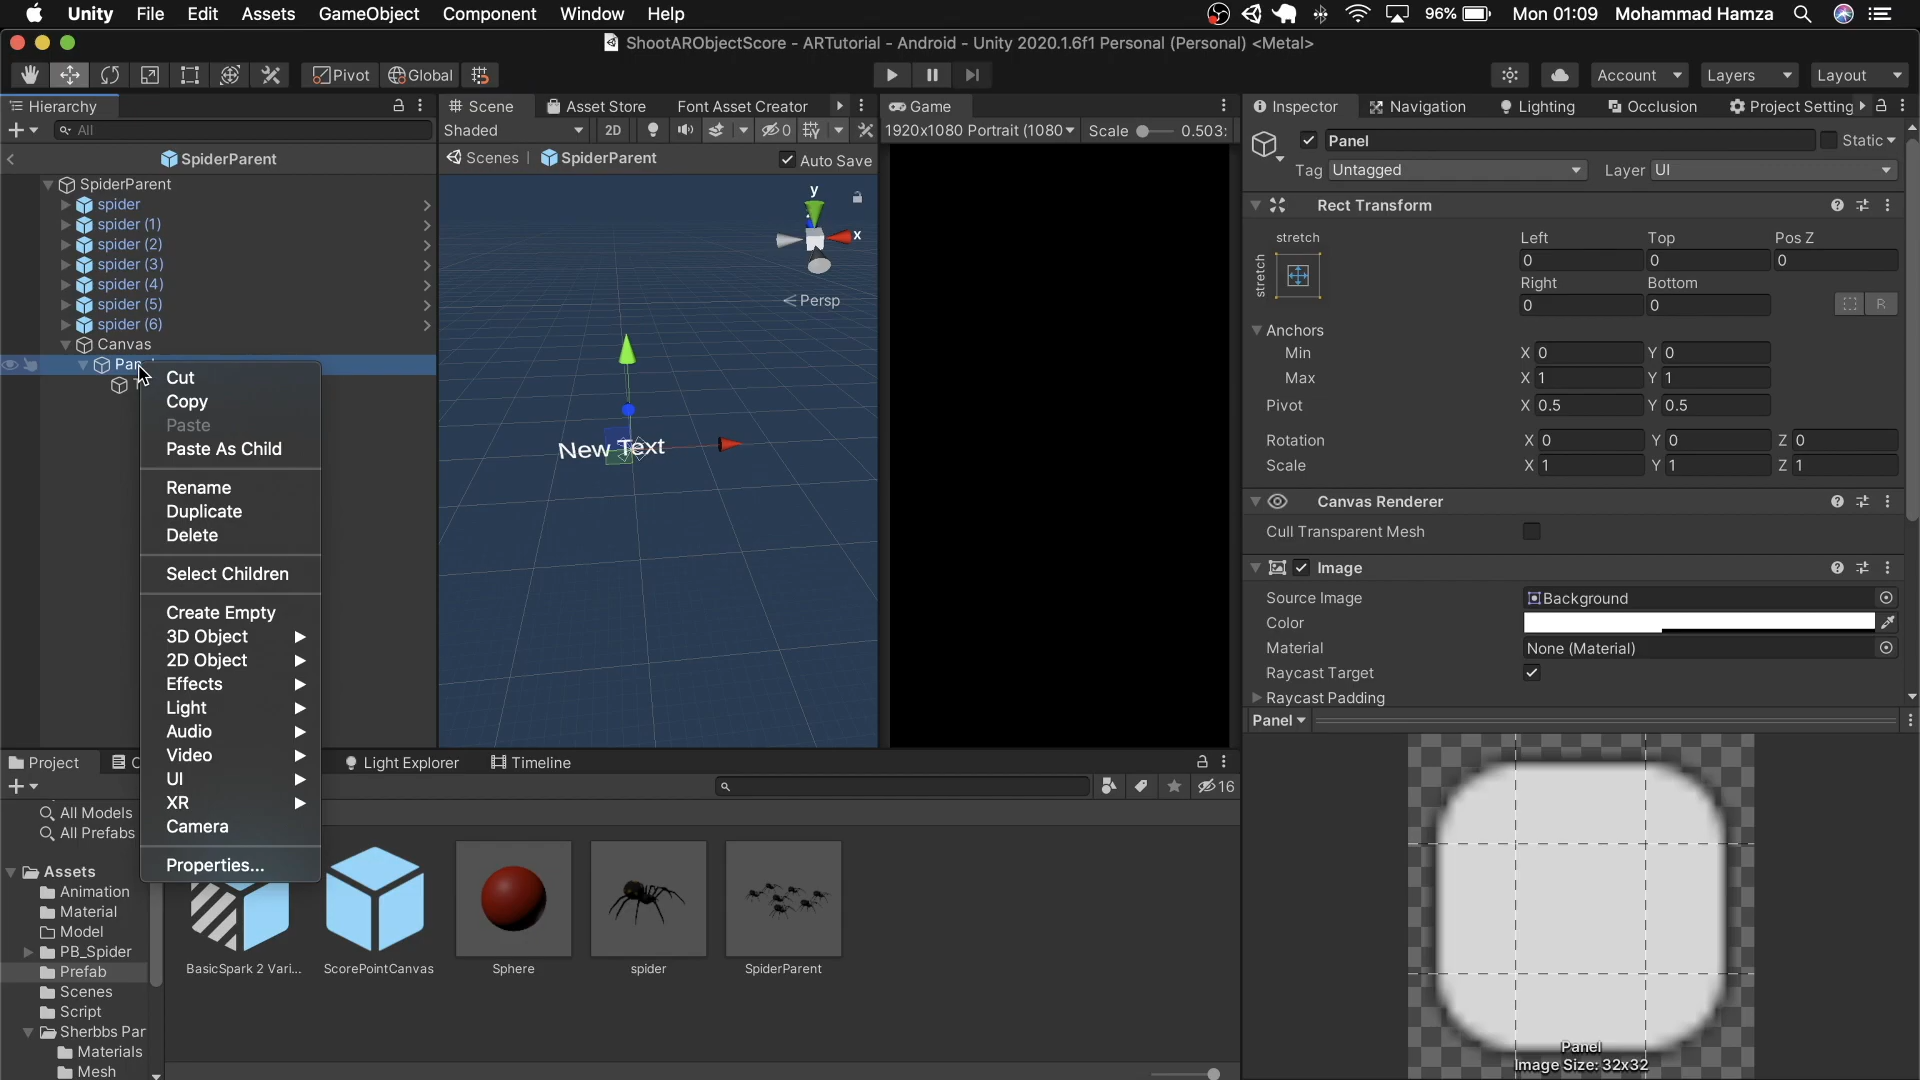 Unity File Edit Assets GameObject Component Window Help 96% Mon 01:09 Mohammad Hamza
ShootARObjectScore - ARTutorial - Android - Unity 2020.1.6f1 Personal (Personal) <Metal>
Pivot Global Account Layers Layout
Hierarchy Scene Asset Store Font Asset Creator Game Inspector Navigation Lighting Occlusion Project Setting
All Shaded 2D 0 1920x1080 Portrait (1080 Scale 0.503: Panel Static
SpiderParent Scenes SpiderParent Auto Save
Tag Untagged Layer UI
SpiderParent
spider
spider (1)
spider (2)
spider (3)
spider (4)
spider (5)
spider (6)
Canvas
Pan
Cut
Copy
Paste
Paste As Child
Rename
Duplicate
Delete
Select Children
Create Empty
3D Object
2D Object
Effects
Light
Audio
Video
UI
XR
Camera
Properties...
y
x
Persp
New Text
Rect Transform
stretch
stretch
Left Top Pos Z
0 0 0
Right Bottom
0 0
R
Anchors
Min X 0 Y 0
Max X 1 Y 1
Pivot X 0.5 Y 0.5
Rotation X 0 Y 0 Z 0
Scale X 1 Y 1 Z 1
Canvas Renderer
Cull Transparent Mesh
Image
Source Image Background
Color
Material None (Material)
Raycast Target
Raycast Padding
Panel
Panel
Image Size: 32x32
Project Light Explorer Timeline
16
All Models
All Prefabs
Assets
Animation
Material
Model
PB_Spider
Prefab
Scenes
Script
Sherbbs Par
Materials
Mesh
BasicSpark 2 Vari... ScorePointCanvas Sphere spider SpiderParent